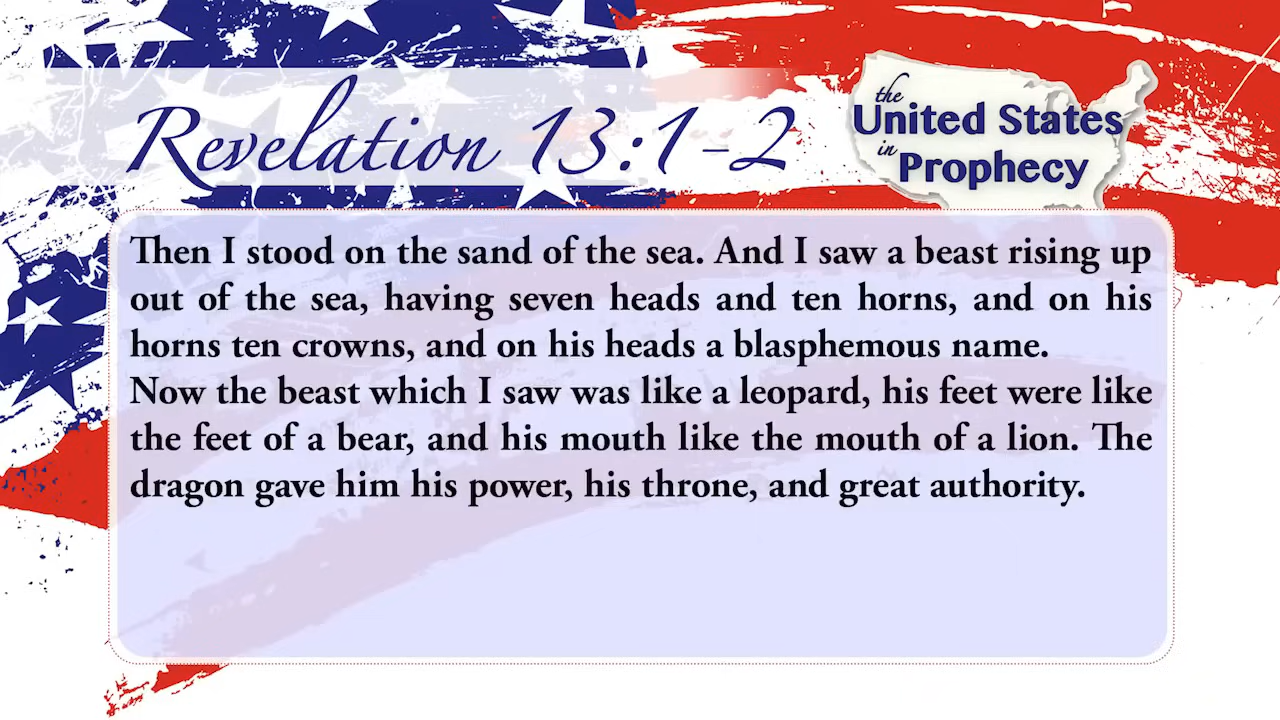 Revelation 13:1-2
the
United States
in Prophecy
Then I stood on the sand of the sea. And I saw a beast rising up
out of the sea, having seven heads and ten horns, and on his
horns ten crowns, and on his heads a blasphemous name.
Now the beast which I saw was like a leopard, his feet were like
the feet of a bear, and his mouth like the mouth of a lion. The
dragon gave him his power, his throne, and great authority.